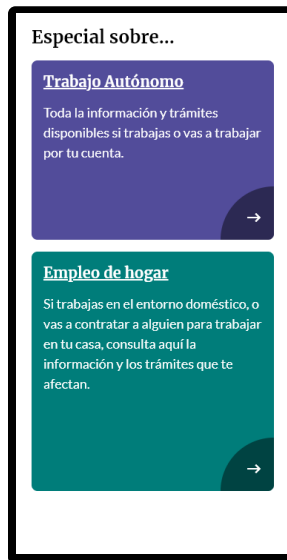 Especial sobre...
Trabajo Autónomo
Toda la información y trámites
disponibles si trabajas o vas a trabajar
por tu cuenta.
Empleo de hogar
Si trabajas en el entorno doméstico, o
vas a contratar a alguien para trabajar
en tu casa, consulta aquí la
información y los trámites que te
afectan.